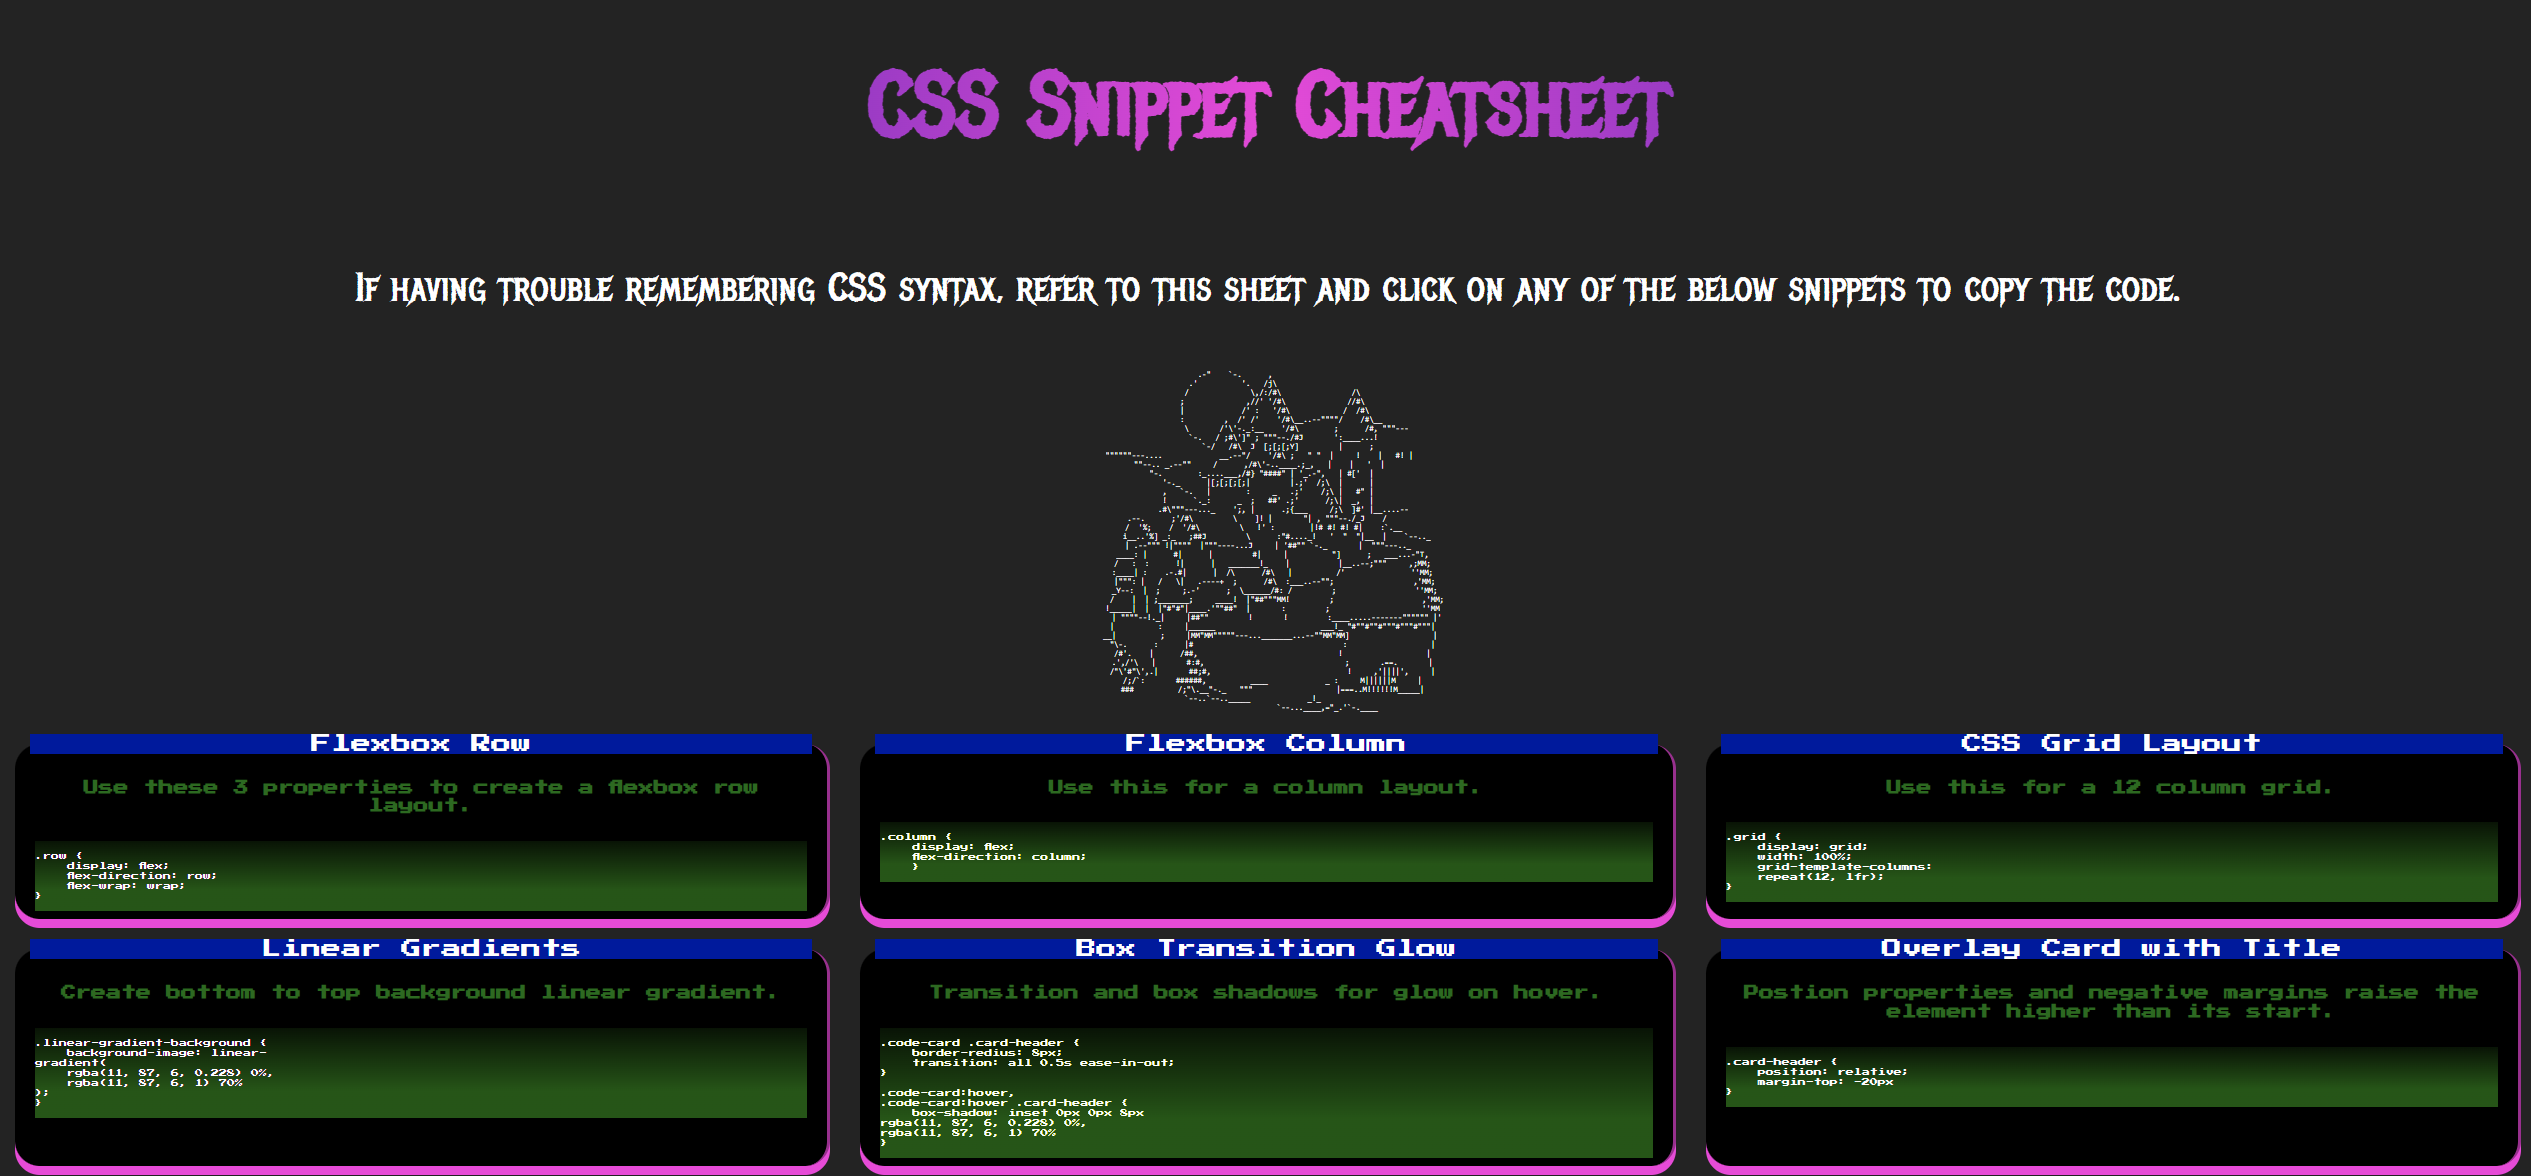 CSS Snippet Cheatsheet
If having trouble remembering CSS syntax, refer to this sheet and click on any of the below snippets to copy the code.
Flexbox Row
Use these 3 properties to create a flexbox row
layout.
.row {
display: flex;
flex-direction: row;
flex-wrap: wrap;
}
Flexbox Column
Use this for a column layout.
.column {
display: flex;
flex-direction: column;
}
CSS Grid Layout
Use this for a 12 column grid.
.grid {
display: grid;
width: 100%;
grid-template-columns:
repeat(12, 1fr);
}
Linear Gradients
Create bottom to top background linear gradient.
.linear-gradient-background {
background-image: linear-
gradient(
rgba(11, 87, 6, 0.228) 0%,
rgba(11, 87, 6, 1) 70%
);
}
Box Transition Glow
Transition and box shadows for glow on hover.
.code-card .card-header {
border-redius: 8px;
transition: all 0.5s ease-in-out;
}
.code-card:hover,
.code-card:hover .card-header {
box-shadow: inset 0px 0px 8px
rgba(11, 87, 6, 0.228) 0%,
rgba(11, 87, 6, 1) 70%
}
Overlay Card with Title
Postion properties and negative margins raise the
element higher than its start.
.card-header {
position: relative;
margin-top: -20px
}